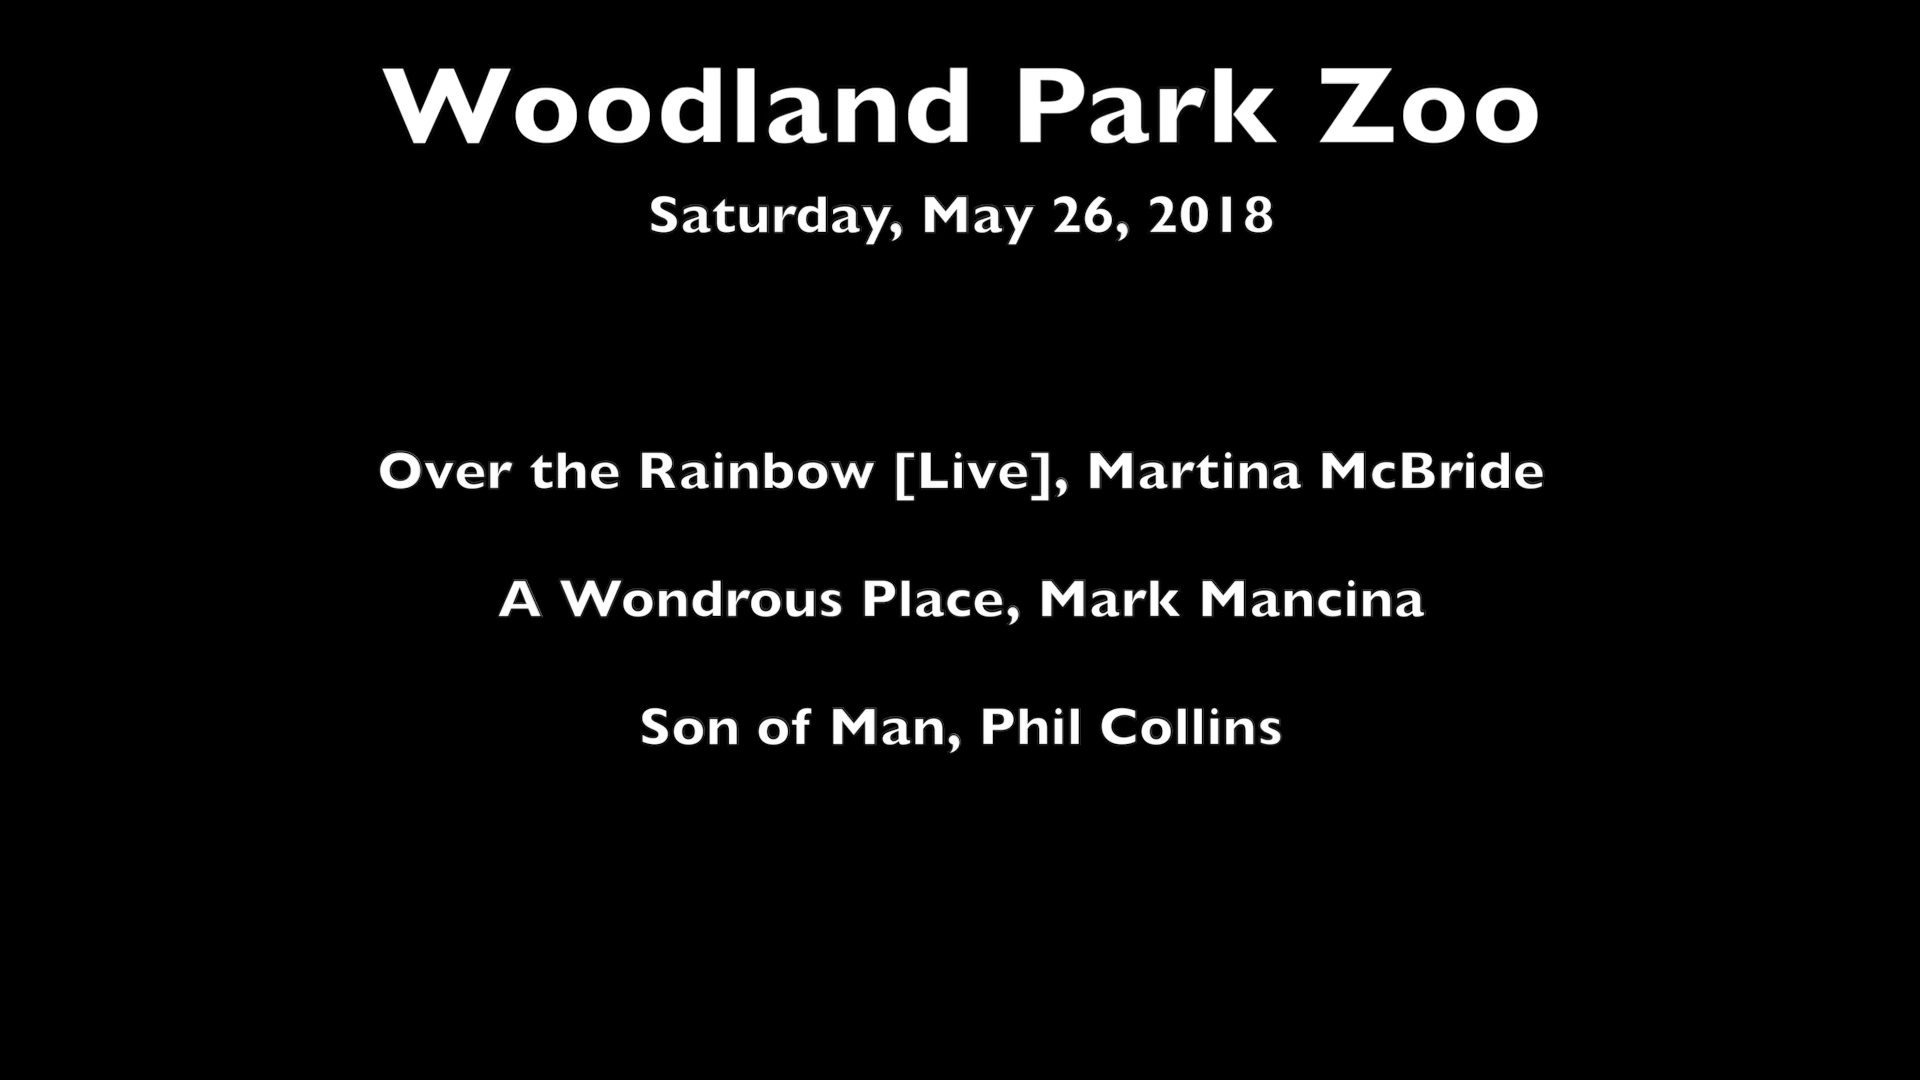 Woodland Park Zoo
Saturday, May 26, 2018
Over the Rainbow [Live], Martina McBride
A Wondrous Place, Mark Mancina
Son of Man, Phil Collins